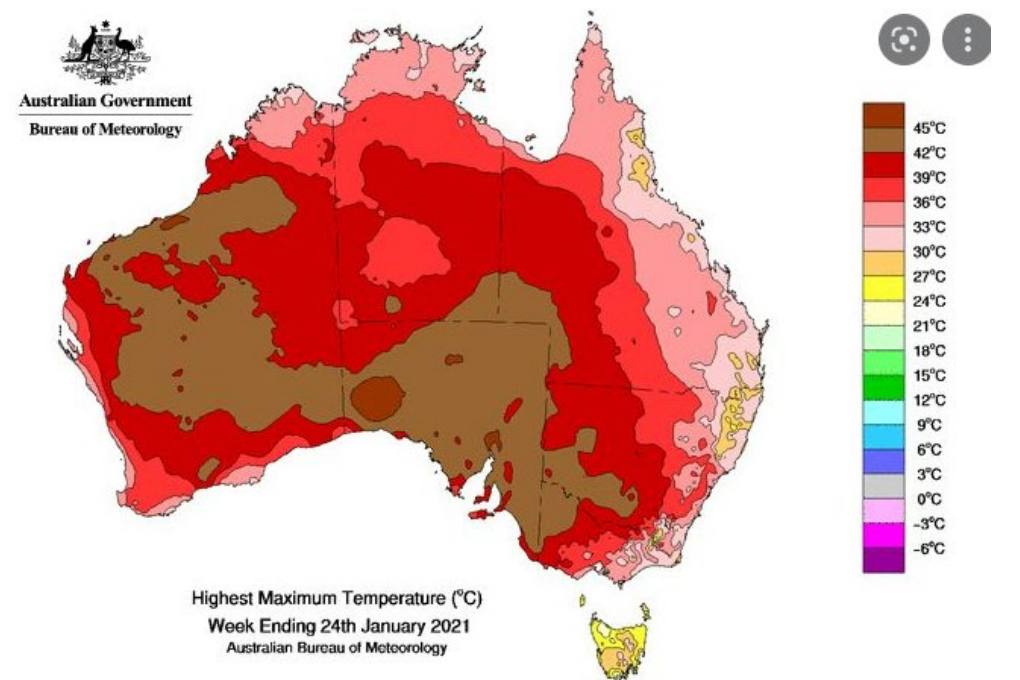 Australian Government
Bureau of Meteorology
45°C
42°C
39°C
36°C
33°C
30°C
27°C
24°C
21°C
18°C
15°C
12°C
9°C
6°C
3°C
0°C
-3°C
-6°C
Highest Maximum Temperature (°C)
Week Ending 24th January 2021
Australian Bureau of Meteorology